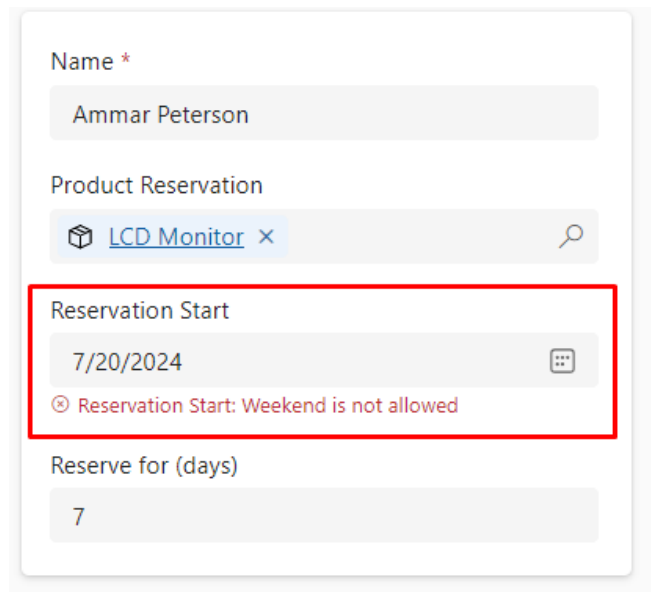 Name *
Ammar Peterson
Product Reservation
LCD Monitor ×
Reservation Start
7/20/2024
Reservation Start: Weekend is not allowed
Reserve for (days)
7